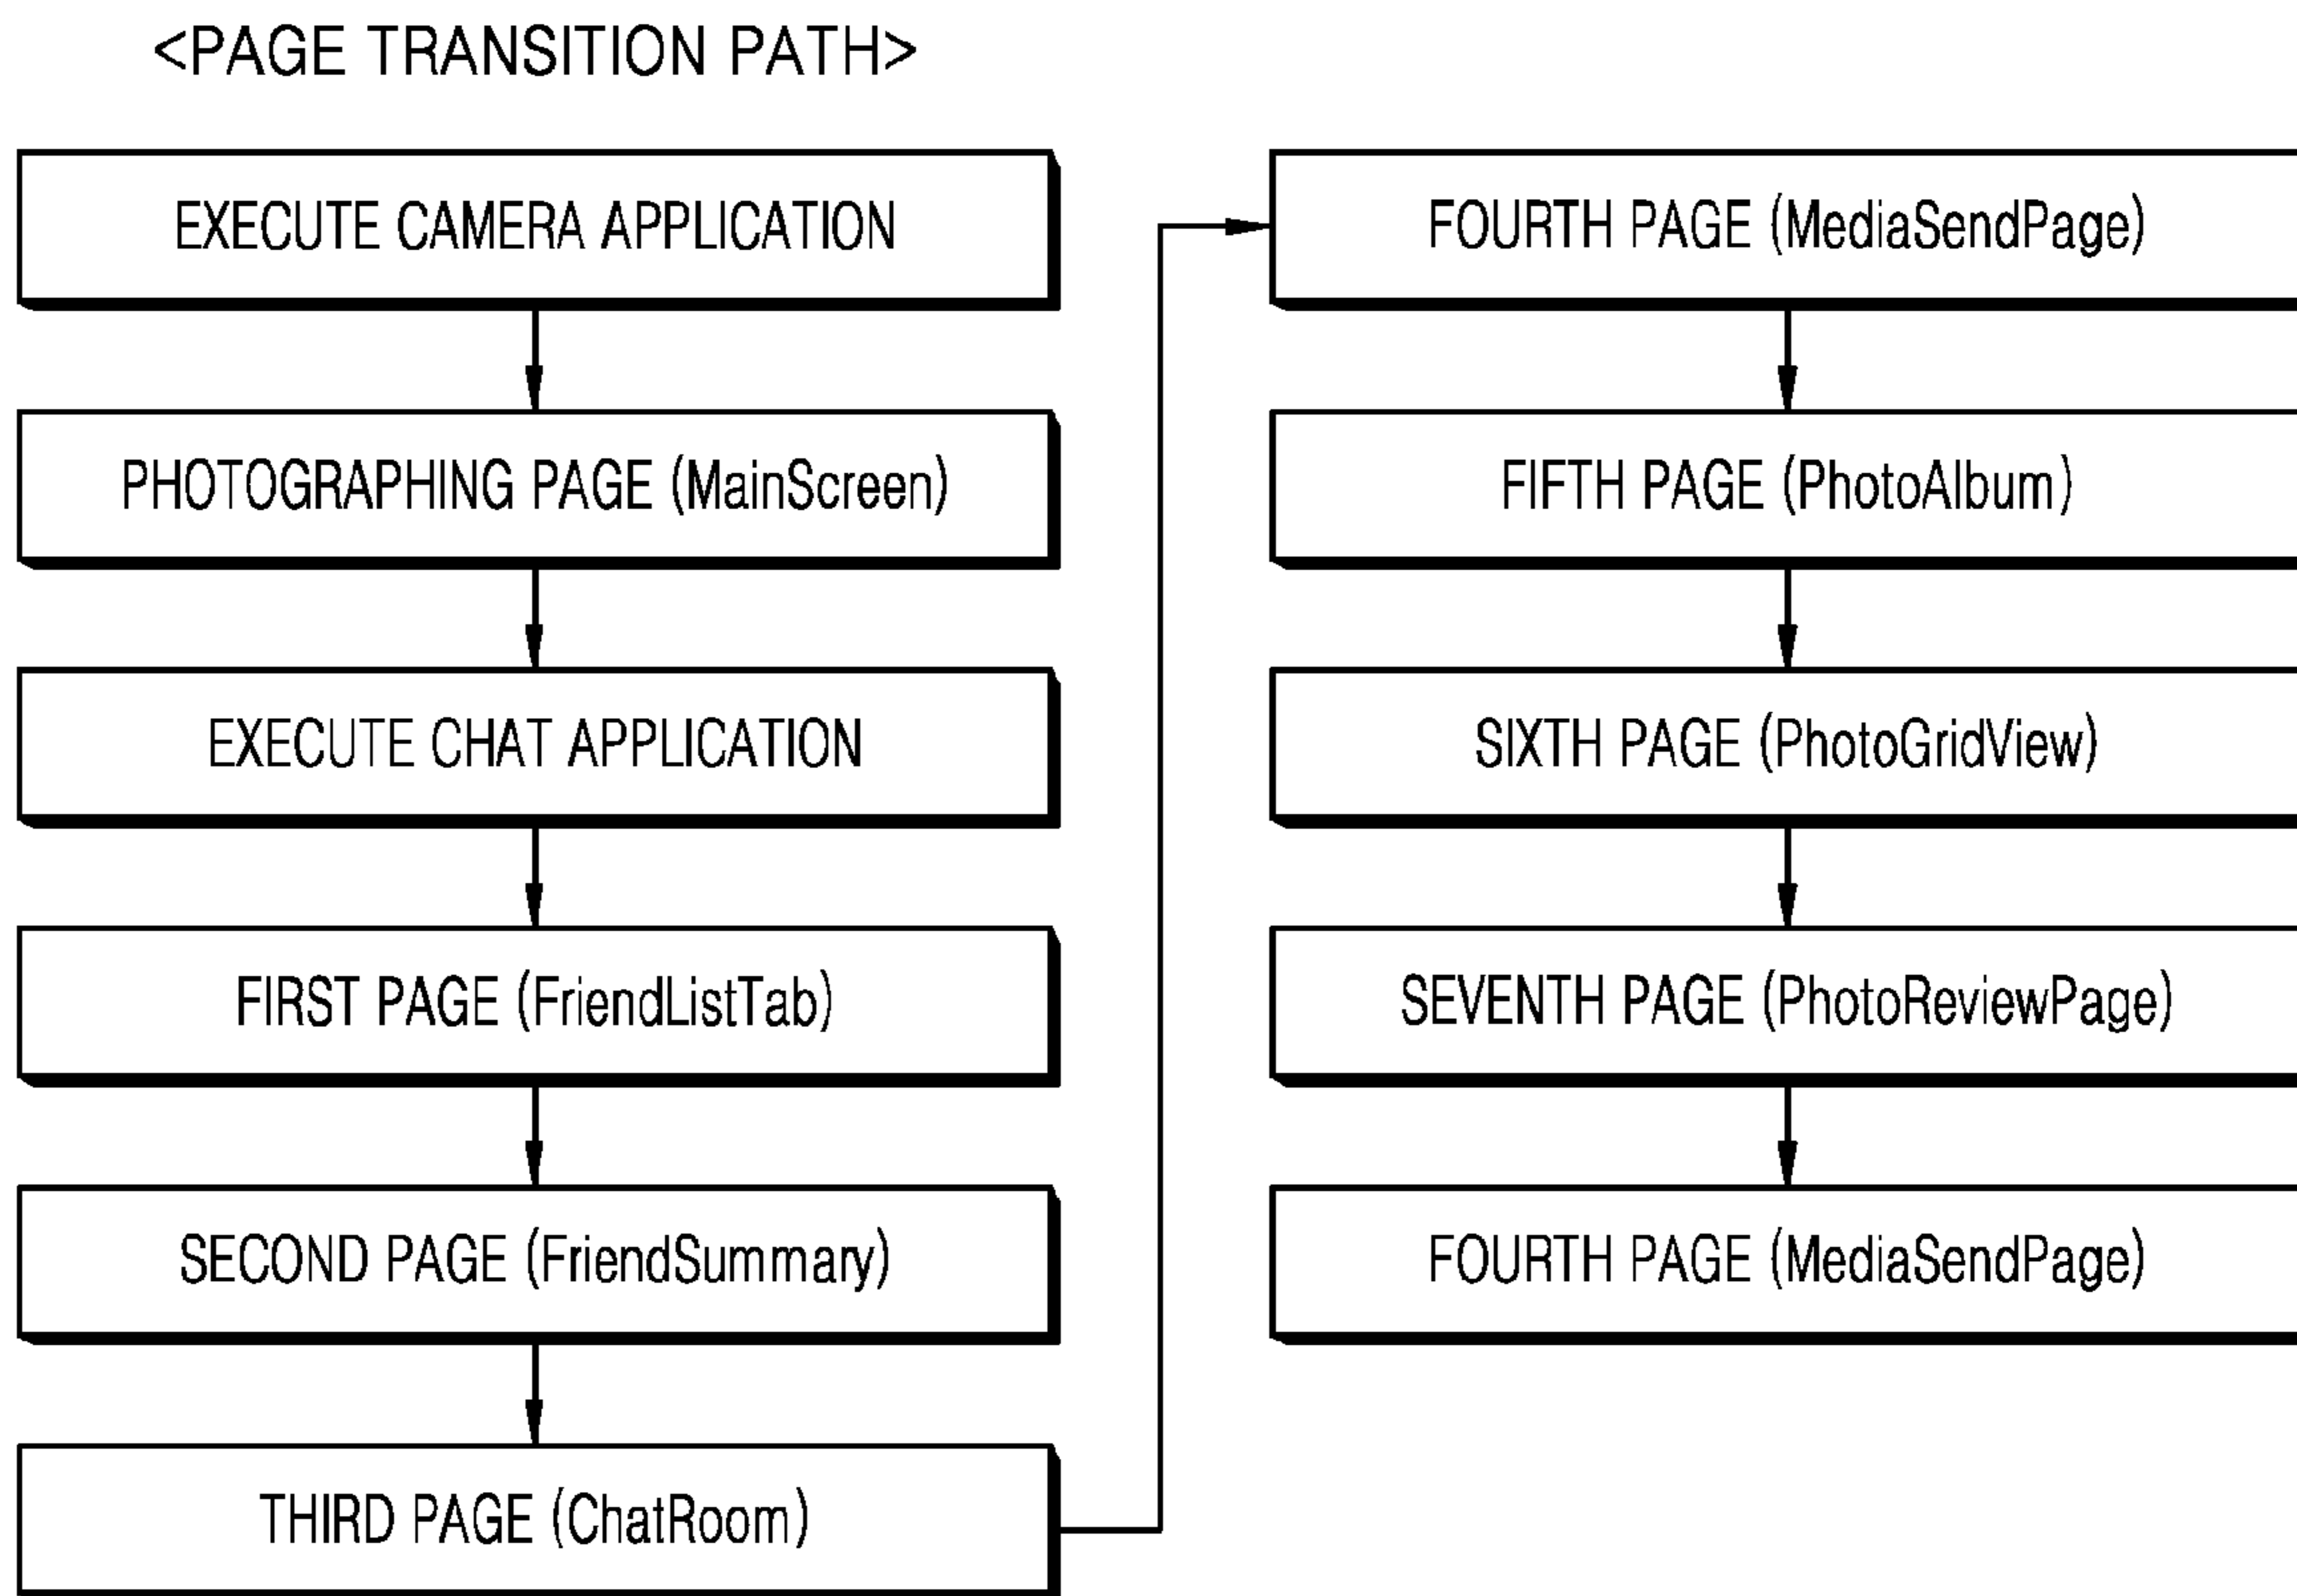 <PAGE TRANSITION PATH>
EXECUTE CAMERA APPLICATION
PHOTOGRAPHING PAGE (MainScreen)
EXECUTE CHAT APPLICATION
FIRST PAGE (FriendListTab)
SECOND PAGE (FriendSummary)
THIRD PAGE (ChatRoom)
FOURTH PAGE (MediaSendPage)
FIFTH PAGE (PhotoAlbum)
SIXTH PAGE (PhotoGridView)
SEVENTH PAGE (PhotoReviewPage)
FOURTH PAGE (MediaSendPage)